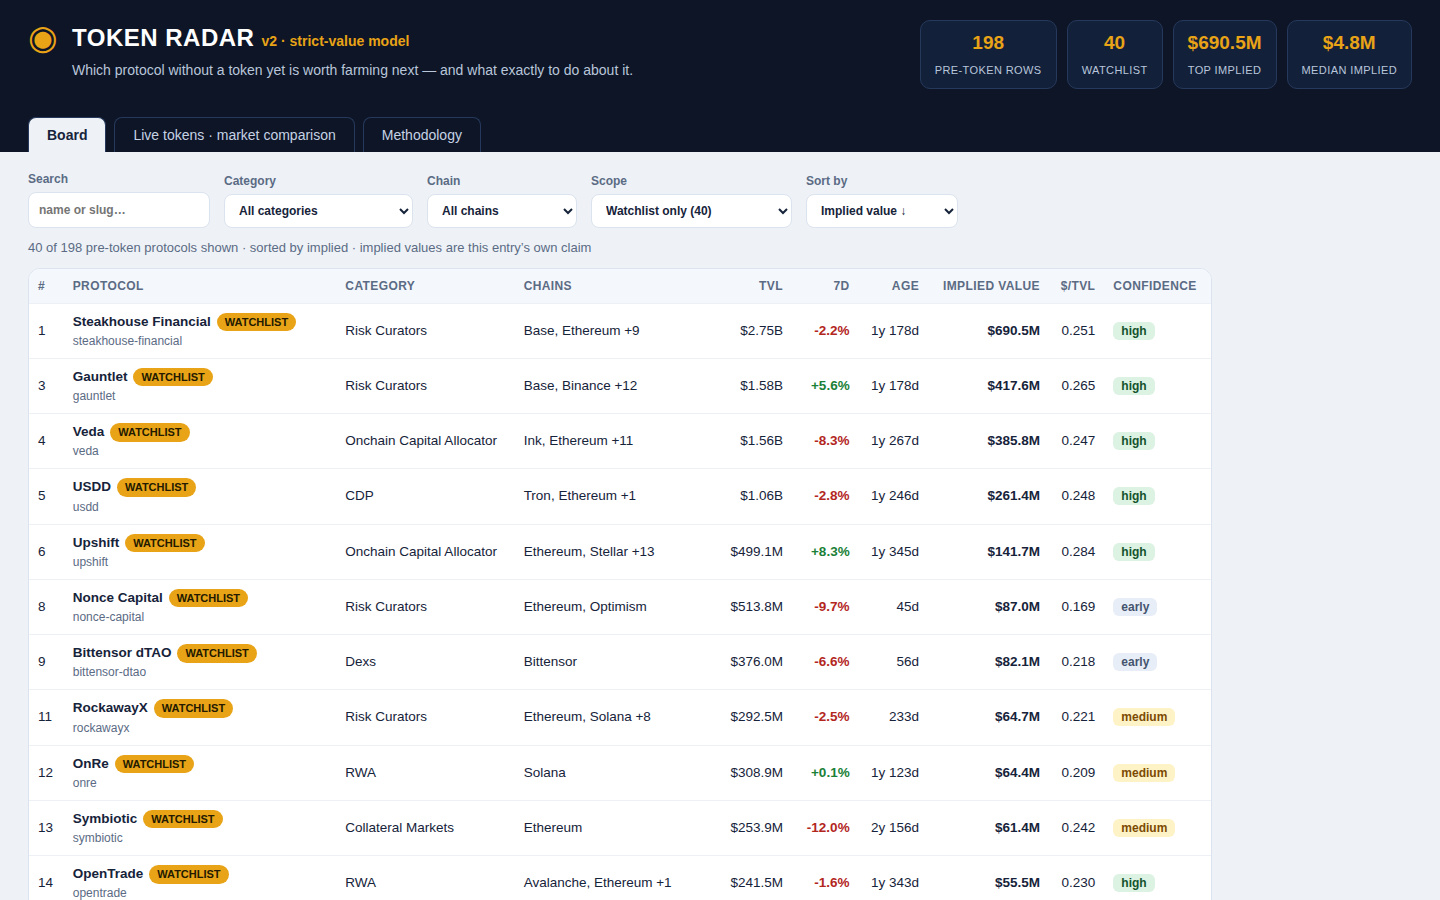 TOKEN RADAR v2 · strict-value model
Which protocol without a token yet is worth farming next — and what exactly to do about it.
198
PRE-TOKEN ROWS
40
WATCHLIST
$690.5M
TOP IMPLIED
$4.8M
MEDIAN IMPLIED
Board
Live tokens · market comparison
Methodology
Search
name or slug…
Category
All categories
Chain
All chains
Scope
Watchlist only (40)
Sort by
Implied value ↓
40 of 198 pre-token protocols shown · sorted by implied · implied values are this entry's own claim
# PROTOCOL CATEGORY CHAINS TVL 7D AGE IMPLIED VALUE $/TVL CONFIDENCE
1 Steakhouse Financial WATCHLIST Risk Curators Base, Ethereum +9 $2.75B -2.2% 1y 178d $690.5M 0.251 high
steakhouse-financial
3 Gauntlet WATCHLIST Risk Curators Base, Binance +12 $1.58B +5.6% 1y 178d $417.6M 0.265 high
gauntlet
4 Veda WATCHLIST Onchain Capital Allocator Ink, Ethereum +11 $1.56B -8.3% 1y 267d $385.8M 0.247 high
veda
5 USDD WATCHLIST CDP Tron, Ethereum +1 $1.06B -2.8% 1y 246d $261.4M 0.248 high
usdd
6 Upshift WATCHLIST Onchain Capital Allocator Ethereum, Stellar +13 $499.1M +8.3% 1y 345d $141.7M 0.284 high
upshift
8 Nonce Capital WATCHLIST Risk Curators Ethereum, Optimism $513.8M -9.7% 45d $87.0M 0.169 early
nonce-capital
9 Bittensor dTAO WATCHLIST Dexs Bittensor $376.0M -6.6% 56d $82.1M 0.218 early
bittensor-dtao
11 RockawayX WATCHLIST Risk Curators Ethereum, Solana +8 $292.5M -2.5% 233d $64.7M 0.221 medium
rockawayx
12 OnRe WATCHLIST RWA Solana $308.9M +0.1% 1y 123d $64.4M 0.209 medium
onre
13 Symbiotic WATCHLIST Collateral Markets Ethereum $253.9M -12.0% 2y 156d $61.4M 0.242 medium
symbiotic
14 OpenTrade WATCHLIST RWA Avalanche, Ethereum +1 $241.5M -1.6% 1y 343d $55.5M 0.230 high
opentrade